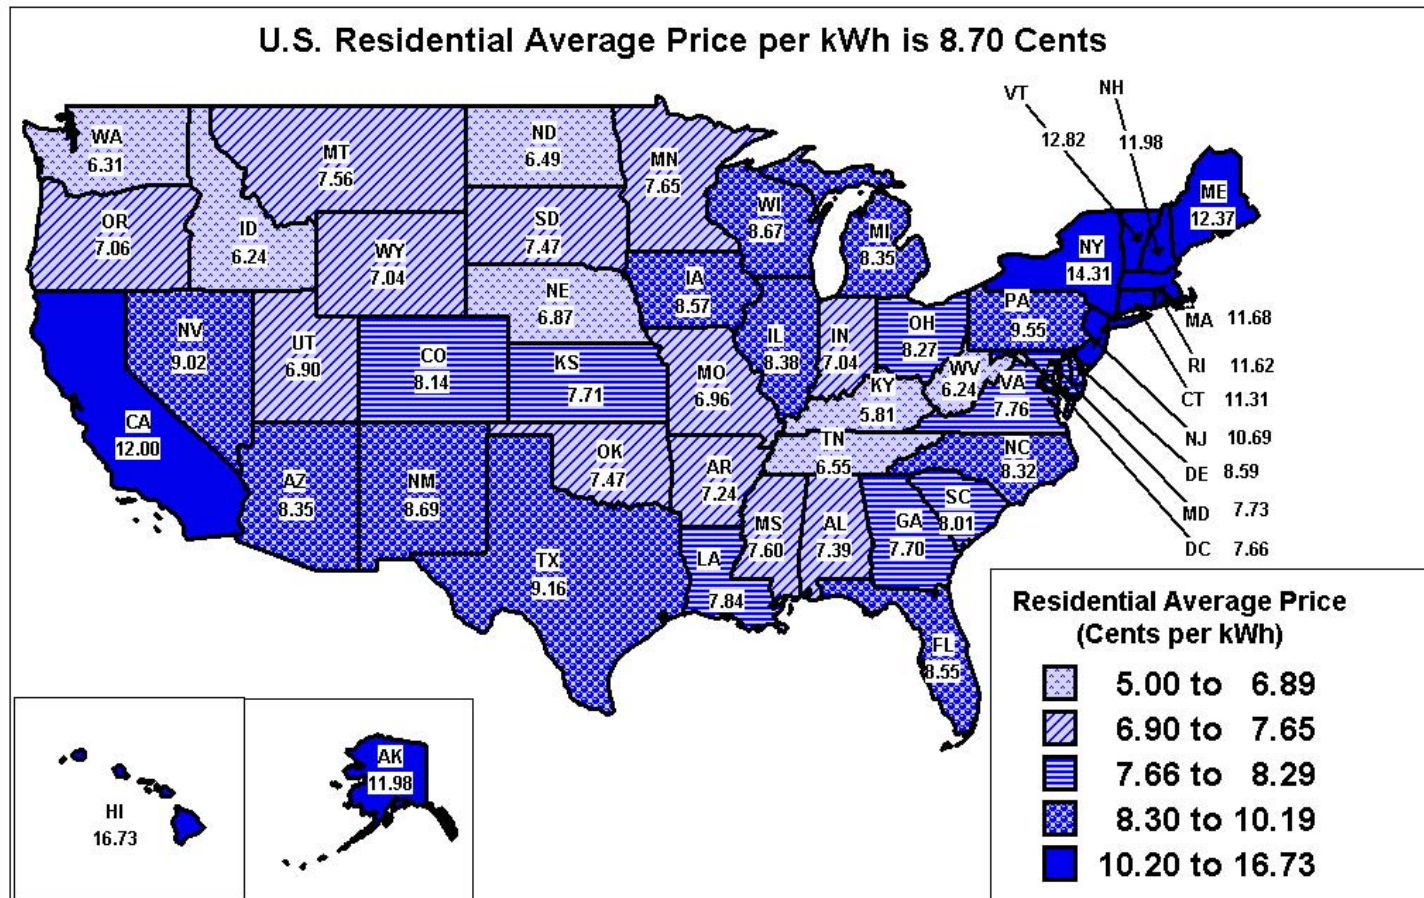 U.S. Residential Average Price per kWh is 8.70 Cents
VT
12.82
NH
11.98
WA
6.31
MT
7.56
ND
6.49
MN
7.65
ME
12.37
OR
7.06
ID
6.24
WY
7.04
SD
7.47
WI
8.67
MI
8.35
NY
14.31
NV
9.02
UT
6.90
CO
8.14
NE
6.87
KS
7.71
IA
8.57
IL
8.38
IN
7.04
OH
8.27
PA
9.55
MA 11.68
RI 11.62
CT 11.31
NJ 10.69
DE 8.59
MD 7.73
DC 7.66
CA
12.00
MO
6.96
KY
5.81
WV
6.24
VA
7.76
AZ
8.35
NM
8.69
OK
7.47
AR
7.24
TN
6.55
NC
8.32
SC
8.01
TX
9.16
LA
7.84
MS
7.60
AL
7.39
GA
7.70
FL
8.55
HI
16.73
AK
11.98
Residential Average Price
(Cents per kWh)
5.00 to 6.89
6.90 to 7.65
7.66 to 8.29
8.30 to 10.19
10.20 to 16.73